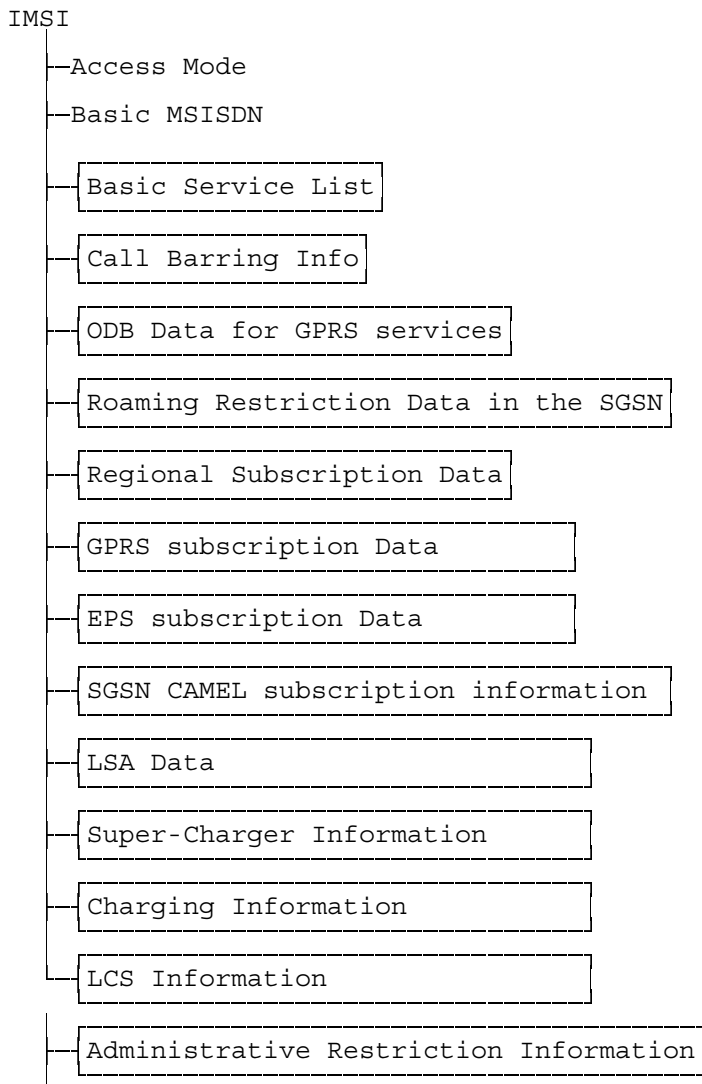 IMSI
Access Mode
Basic MSISDN
Basic Service List
Call Barring Info
ODB Data for GPRS services
Roaming Restriction Data in the SGSN
Regional Subscription Data
GPRS subscription Data
EPS subscription Data
SGSN CAMEL subscription information
LSA Data
Super-Charger Information
Charging Information
LCS Information
Administrative Restriction Information